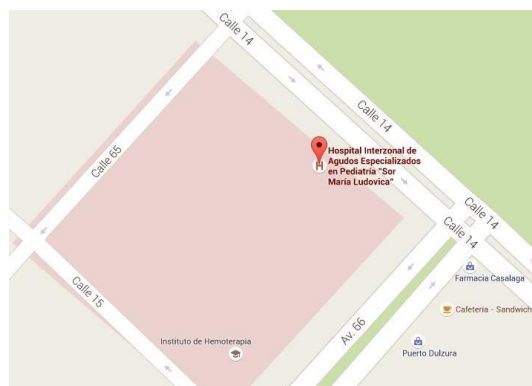 Calle 14
Calle 14
Calle 65
Hospital Interzonal de
Agudos Especializados
en Pediatría "Sor
María Ludovica"
Calle 14
Calle 14
Farmacia Casalaga
Calle 15
Cafetería - Sandwich
Av. 66
Instituto de Hemoterapia
Puerto Dulzura